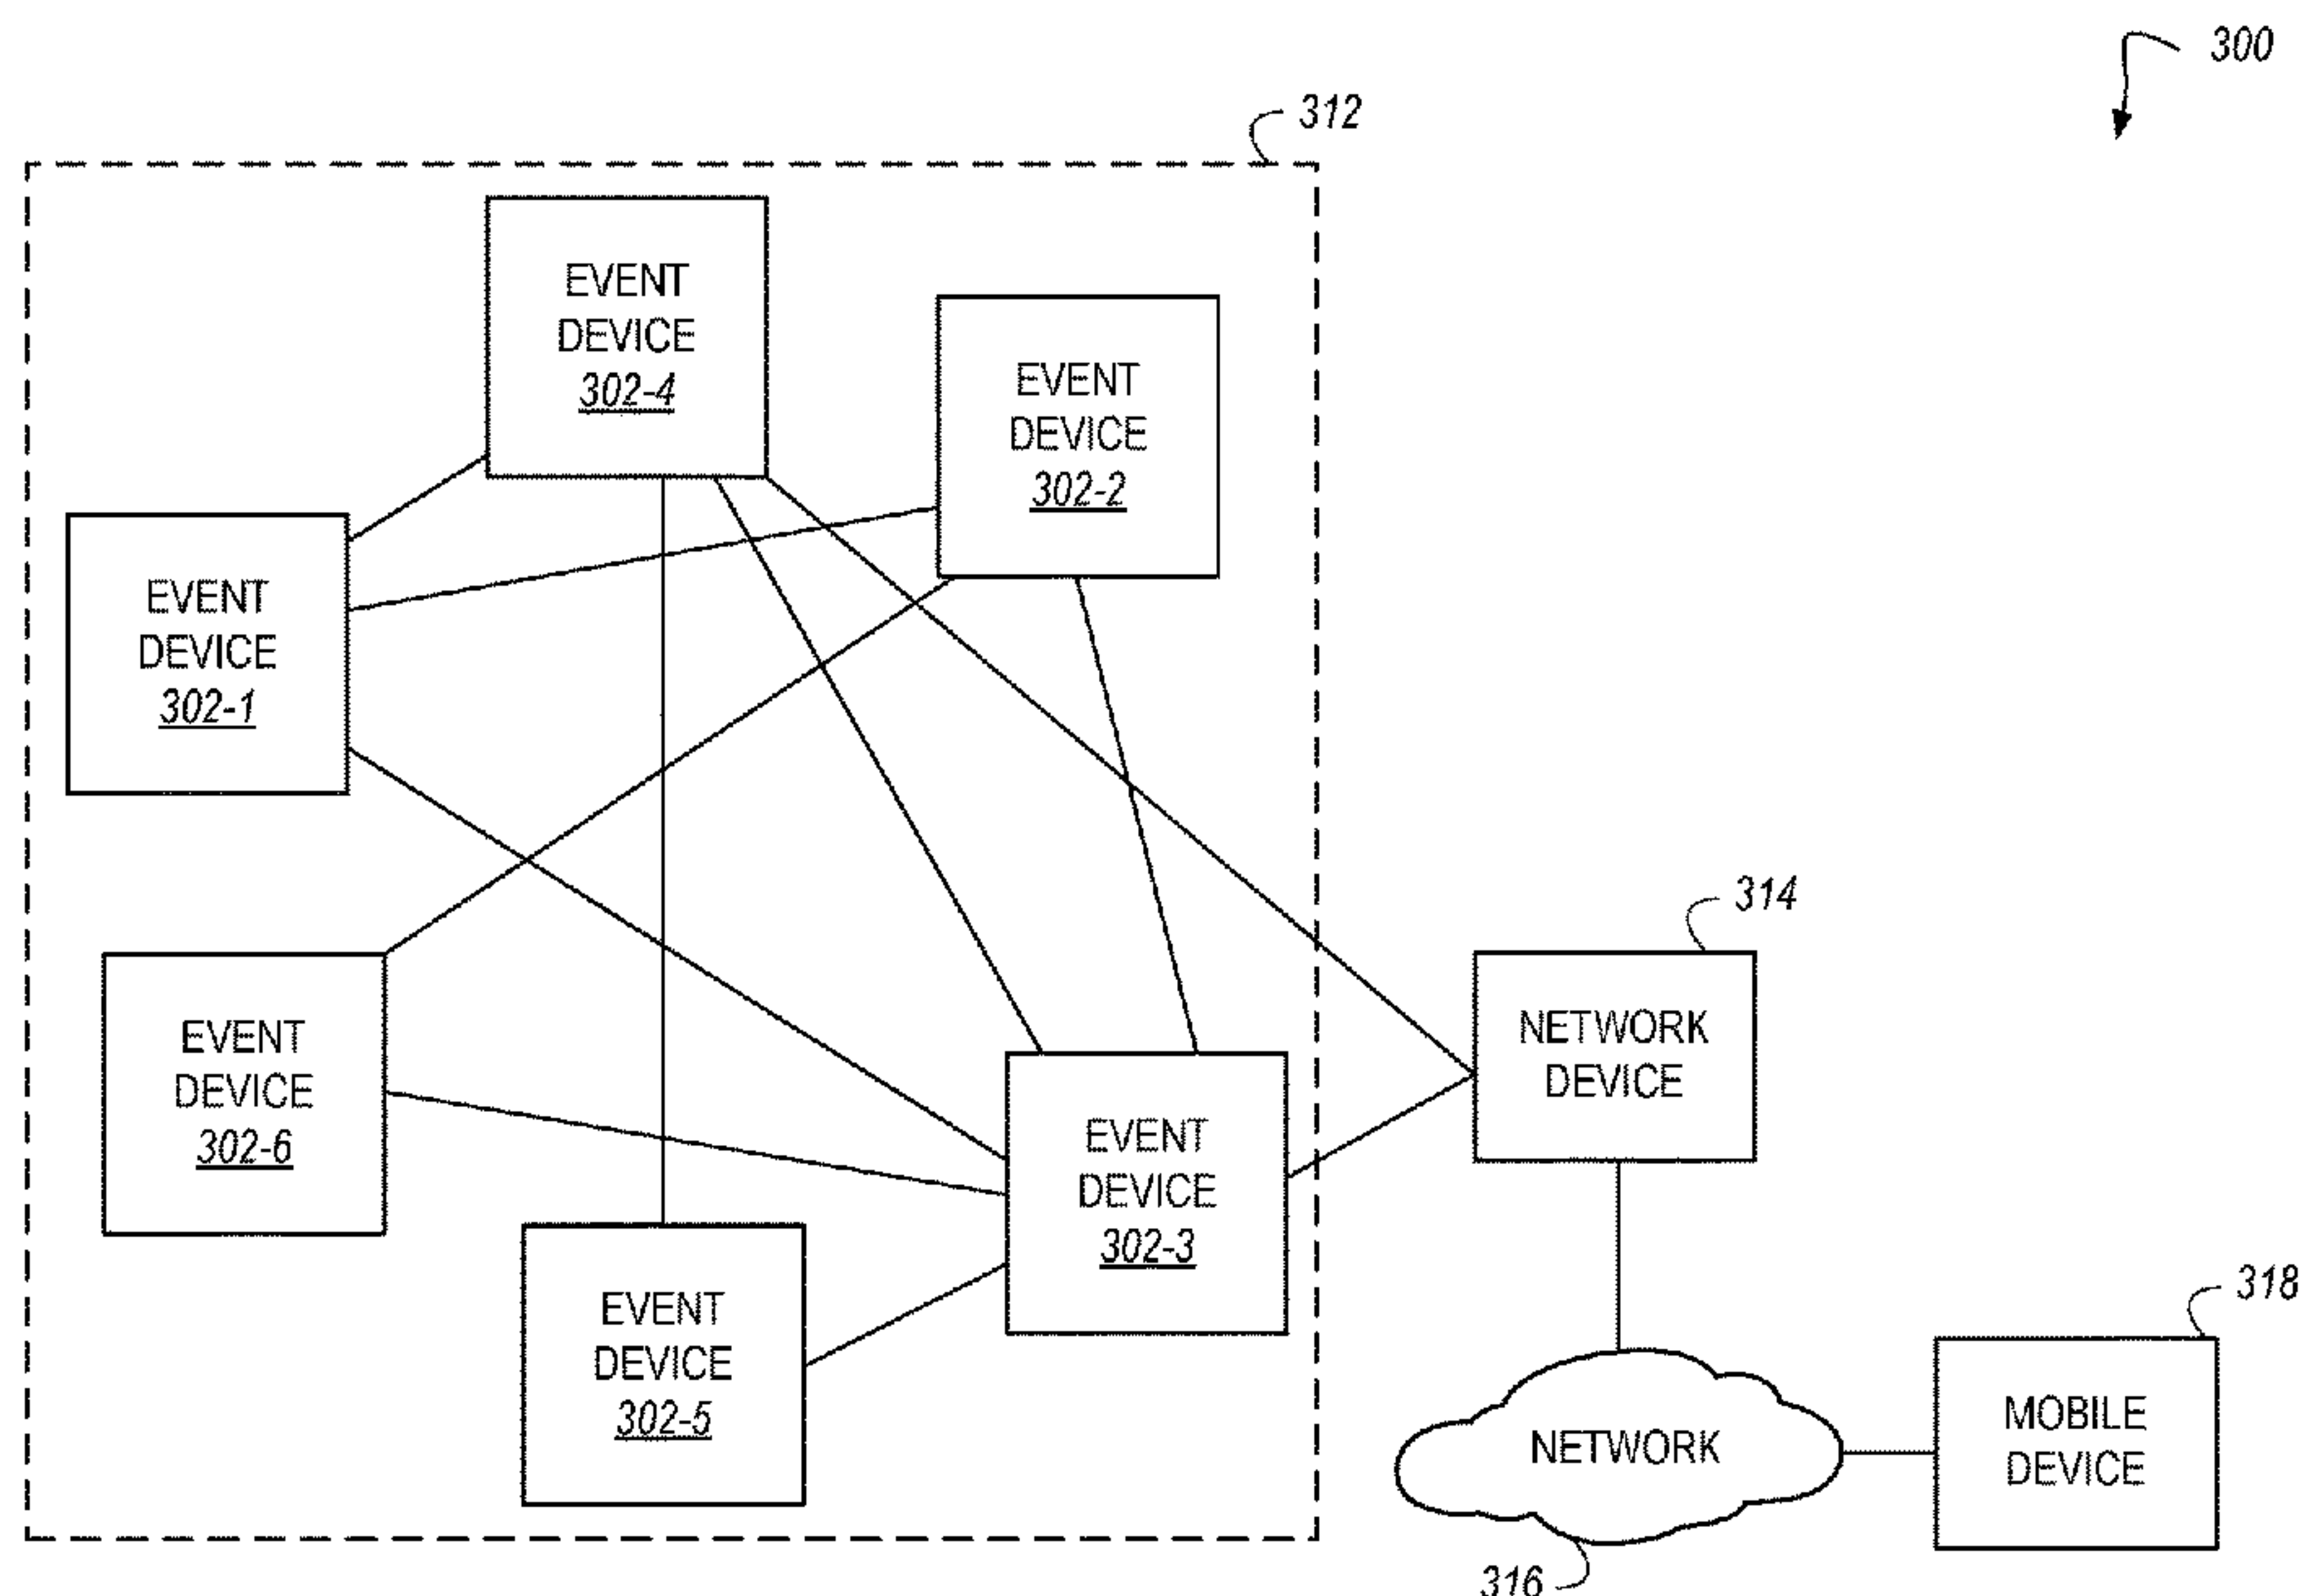 300
312
EVENT
DEVICE
302-4
EVENT
DEVICE
302-2
EVENT
DEVICE
302-1
314
NETWORK
DEVICE
EVENT
DEVICE
302-6
EVENT
DEVICE
302-3
EVENT
DEVICE
302-5
318
MOBILE
DEVICE
NETWORK
316